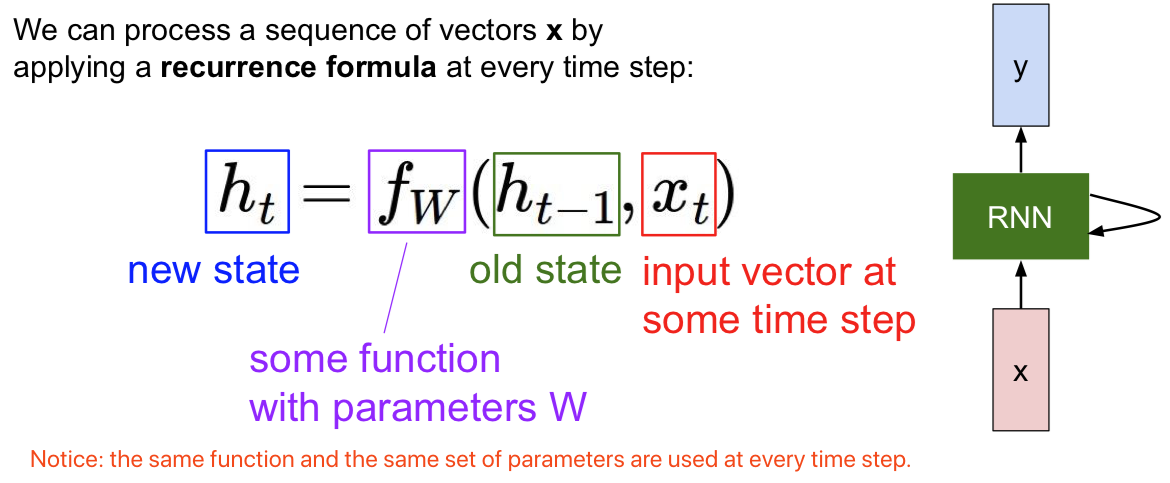 We can process a sequence of vectors x by
applying a recurrence formula at every time step:
h_t = f_W(h_{t-1}, x_t)
new state
old state
input vector at
some time step
some function
with parameters W
Notice: the same function and the same set of parameters are used at every time step.
y
RNN
x